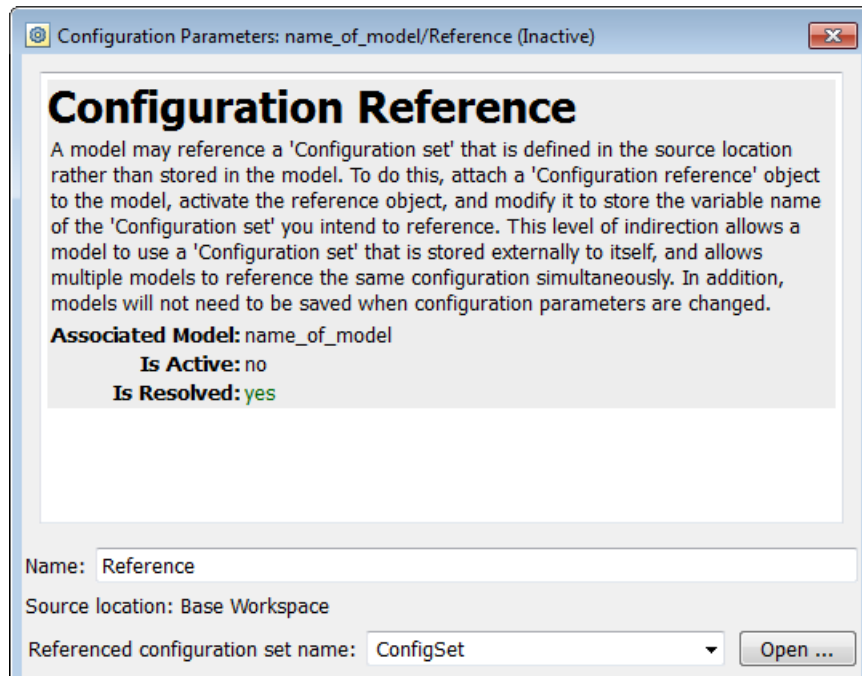 Configuration Parameters: name_of_model/Reference (Inactive)
Configuration Reference
A model may reference a 'Configuration set' that is defined in the source location
rather than stored in the model. To do this, attach a 'Configuration reference' object
to the model, activate the reference object, and modify it to store the variable name
of the 'Configuration set' you intend to reference. This level of indirection allows a
model to use a 'Configuration set' that is stored externally to itself, and allows
multiple models to reference the same configuration simultaneously. In addition,
models will not need to be saved when configuration parameters are changed.
Associated Model: name_of_model
Is Active: no
Is Resolved: yes
Name: Reference
Source location: Base Workspace
Referenced configuration set name: ConfigSet Open ...